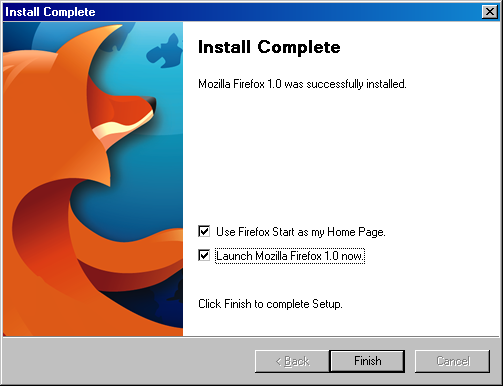 Install Complete
Install Complete
Mozilla Firefox 1.0 was successfully installed.
Use Firefox Start as my Home Page.
Launch Mozilla Firefox 1.0 now.
Click Finish to complete Setup.
< Back
Finish
Cancel